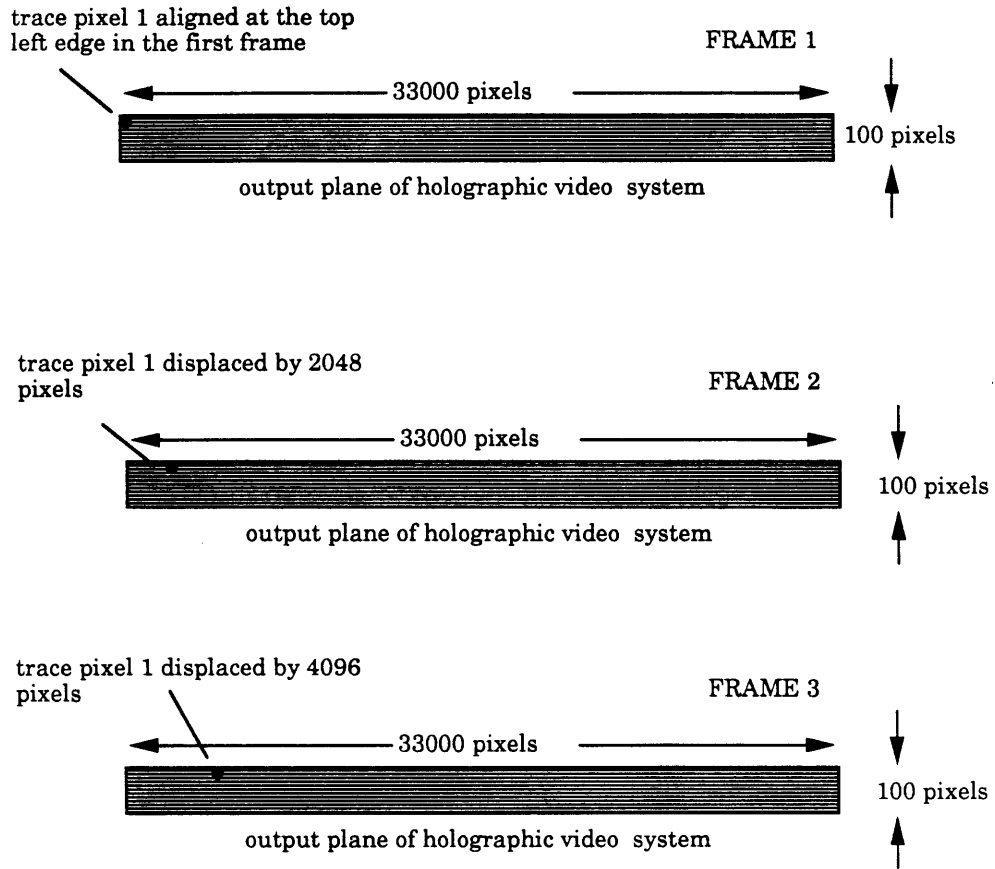 trace pixel 1 aligned at the top
left edge in the first frame
FRAME 1
33000 pixels
100 pixels
output plane of holographic video system
trace pixel 1 displaced by 2048
pixels
FRAME 2
33000 pixels
100 pixels
output plane of holographic video system
trace pixel 1 displaced by 4096
pixels
FRAME 3
33000 pixels
100 pixels
output plane of holographic video system